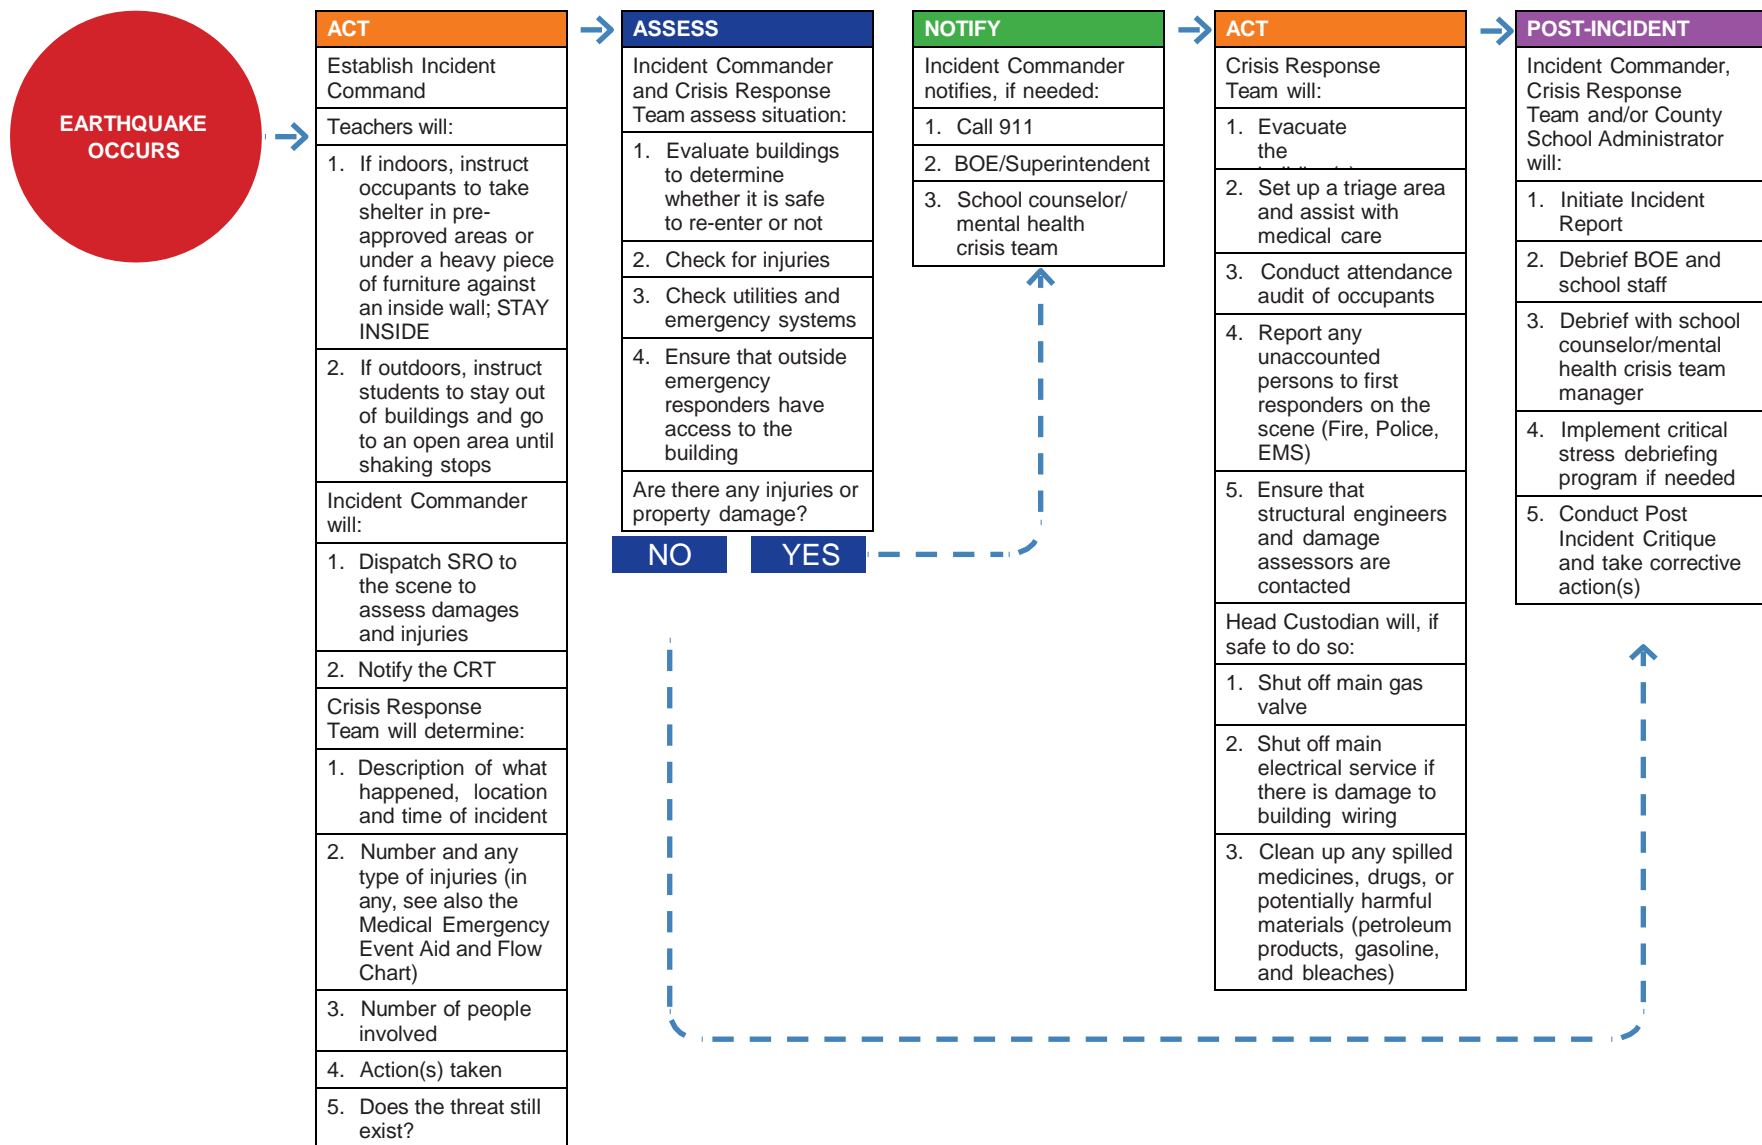 EARTHQUAKE
OCCURS
ACT
Establish Incident
Command
Teachers will:
1. If indoors, instruct
occupants to take
shelter in pre-
approved areas or
under a heavy piece
of furniture against
an inside wall; STAY
INSIDE
2. If outdoors, instruct
students to stay out
of buildings and go
to an open area until
shaking stops
Incident Commander
will:
1. Dispatch SRO to
the scene to
assess damages
and injuries
2. Notify the CRT
Crisis Response
Team will determine:
1. Description of what
happened, location
and time of incident
2. Number and any
type of injuries (in
any, see also the
Medical Emergency
Event Aid and Flow
Chart)
3. Number of people
involved
4. Action(s) taken
5. Does the threat still
exist?
ASSESS
Incident Commander
and Crisis Response
Team assess situation:
1. Evaluate buildings
to determine
whether it is safe
to re-enter or not
2. Check for injuries
3. Check utilities and
emergency systems
4. Ensure that outside
emergency
responders have
access to the
building
Are there any injuries or
property damage?
NO
YES
NOTIFY
Incident Commander
notifies, if needed:
1. Call 911
2. BOE/Superintendent
3. School counselor/
mental health
crisis team
ACT
Crisis Response
Team will:
1. Evacuate
the
2. Set up a triage area
and assist with
medical care
3. Conduct attendance
audit of occupants
4. Report any
unaccounted
persons to first
responders on the
scene (Fire, Police,
EMS)
5. Ensure that
structural engineers
and damage
assessors are
contacted
Head Custodian will, if
safe to do so:
1. Shut off main gas
valve
2. Shut off main
electrical service if
there is damage to
building wiring
3. Clean up any spilled
medicines, drugs, or
potentially harmful
materials (petroleum
products, gasoline,
and bleaches)
POST-INCIDENT
Incident Commander,
Crisis Response
Team and/or County
School Administrator
will:
1. Initiate Incident
Report
2. Debrief BOE and
school staff
3. Debrief with school
counselor/mental
health crisis team
manager
4. Implement critical
stress debriefing
program if needed
5. Conduct Post
Incident Critique
and take corrective
action(s)